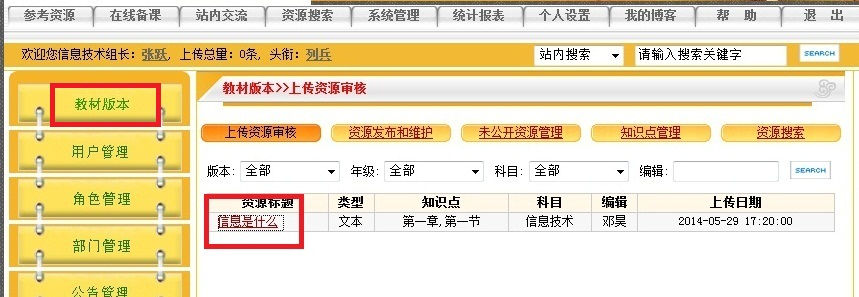 参考资源 在线备课 站内交流 资源搜索 系统管理 统计报表 个人设置 我的博客 帮 助 退 出
欢迎您信息技术组长：张跃，上传总量：0条，头衔：列兵 站内搜索 请输入搜索关键字 SEARCH
教材版本
用户管理
角色管理
部门管理
公告管理
教材版本>>上传资源审核
上传资源审核 资源发布和维护 未公开资源管理 知识点管理 资源搜索
版本：全部 年级：全部 科目：全部 编辑： SEARCH
资源标题 类型 知识点 科目 编辑 上传日期
信息是什么 文本 第一章,第一节 信息技术 邓昊 2014-05-29 17:20:00